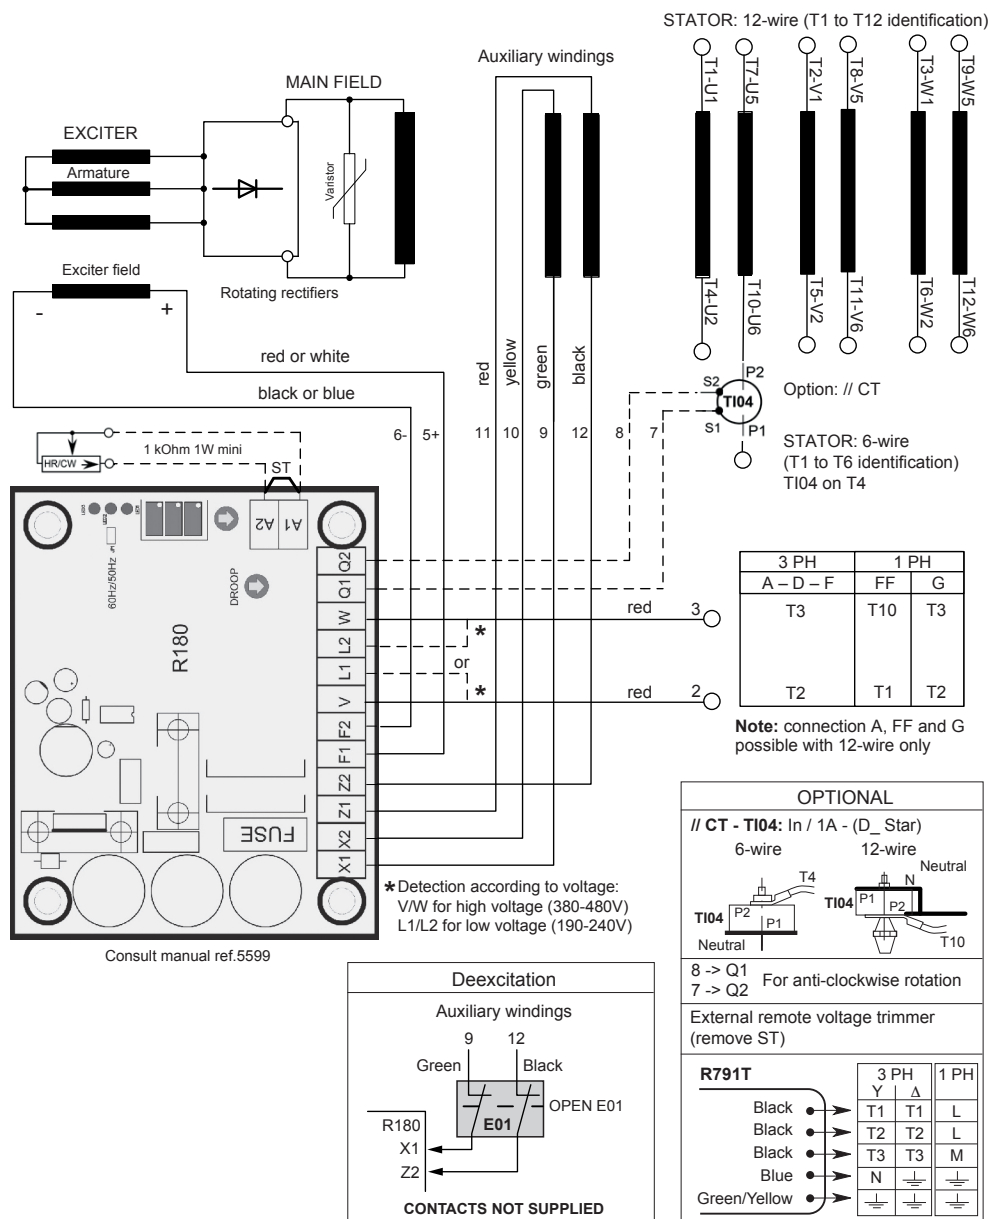 STATOR: 12-wire (T1 to T12 identification)
T1-U1
T7-U5
T2-V1
T8-V5
T3-W1
T9-W5
T4-U2
T10-U6
T5-V2
T11-V6
T6-W2
T12-W6
Auxiliary windings
MAIN FIELD
EXCITER
Armature
Varistor
Exciter field
- +
Rotating rectifiers
red or white
black or blue
red
yellow
green
black
6- 5+ 11 10 9 12 8 7
S2 P2
TI04
S1 P1
Option: // CT
STATOR: 6-wire
(T1 to T6 identification)
TI04 on T4
1 kOhm 1W mini
HR/CW
ST
A2 A1
60Hz/50Hz
DROOP
R180
FUSE
Q2
Q1
W
L2
L1
V
F2
F1
Z2
Z1
X2
X1
red 3
*
or
*
red 2
3 PH 1 PH
A – D – F FF G
T3 T10 T3
T2 T1 T2
Note: connection A, FF and G
possible with 12-wire only
* Detection according to voltage:
V/W for high voltage (380-480V)
L1/L2 for low voltage (190-240V)
Consult manual ref.5599
Deexcitation
Auxiliary windings
9 12
Green Black
OPEN E01
E01
R180
X1
Z2
CONTACTS NOT SUPPLIED
OPTIONAL
// CT - TI04: In / 1A - (D_ Star)
6-wire 12-wire
T4
TI04 P2 P1
Neutral
Neutral
N
TI04 P1 P2
T10
8 -> Q1
7 -> Q2
For anti-clockwise rotation
External remote voltage trimmer
(remove ST)
R791T
3 PH 1 PH
Y Δ
Black T1 T1 L
Black T2 T2 L
Black T3 T3 M
Blue N
Green/Yellow